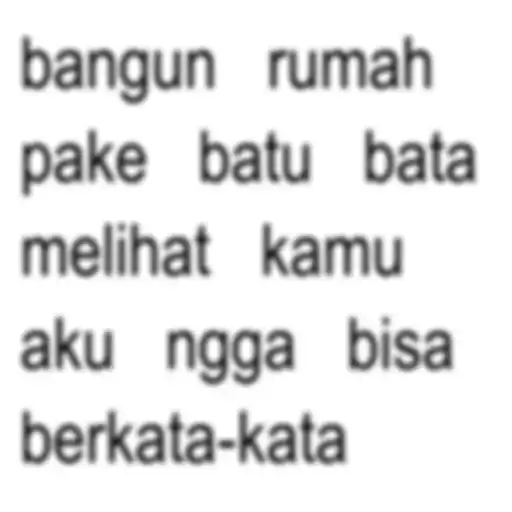 bangun rumah
pake batu bata
melihat kamu
aku ngga bisa
berkata-kata